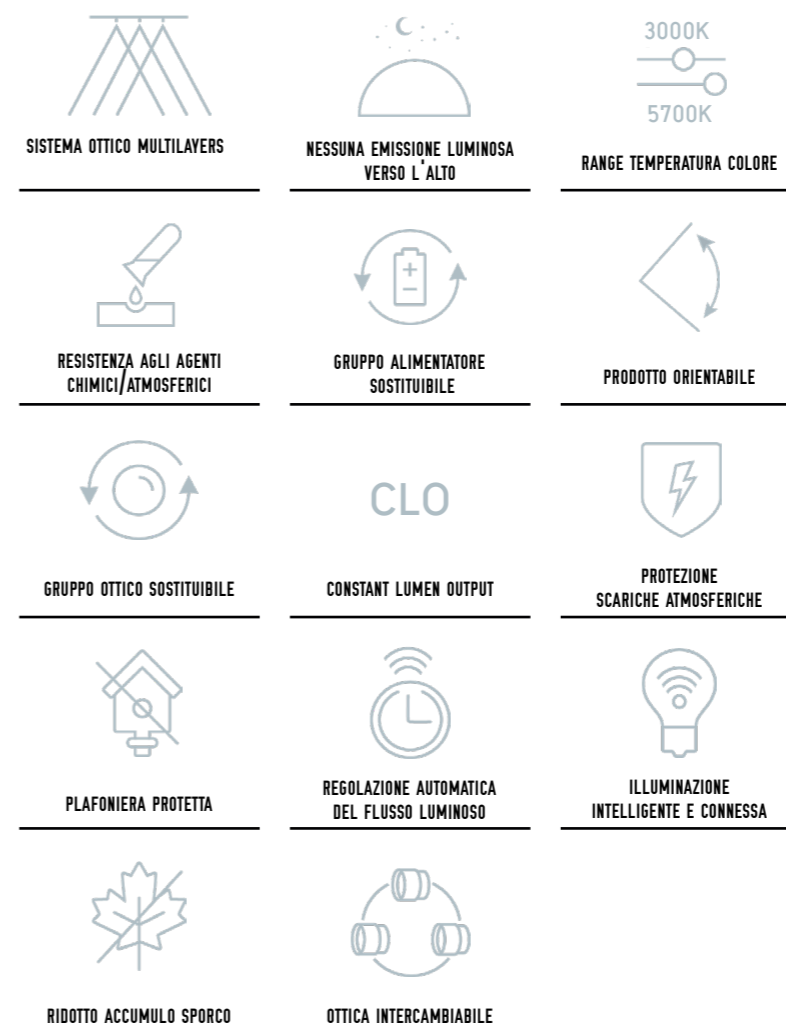 SISTEMA OTTICO MULTILAYERS
NESSUNA EMISSIONE LUMINOSA
VERSO L'ALTO
3000K
5700K
RANGE TEMPERATURA COLORE
RESISTENZA AGLI AGENTI
CHIMICI/ATMOSFERICI
GRUPPO ALIMENTATORE
SOSTITUIBILE
PRODOTTO ORIENTABILE
GRUPPO OTTICO SOSTITUIBILE
CLO
CONSTANT LUMEN OUTPUT
PROTEZIONE
SCARICHE ATMOSFERICHE
PLAFONIERA PROTETTA
REGOLAZIONE AUTOMATICA
DEL FLUSSO LUMINOSO
ILLUMINAZIONE
INTELLIGENTE E CONNESSA
RIDOTTO ACCUMULO SPORCO
OTTICA INTERCAMBIABILE